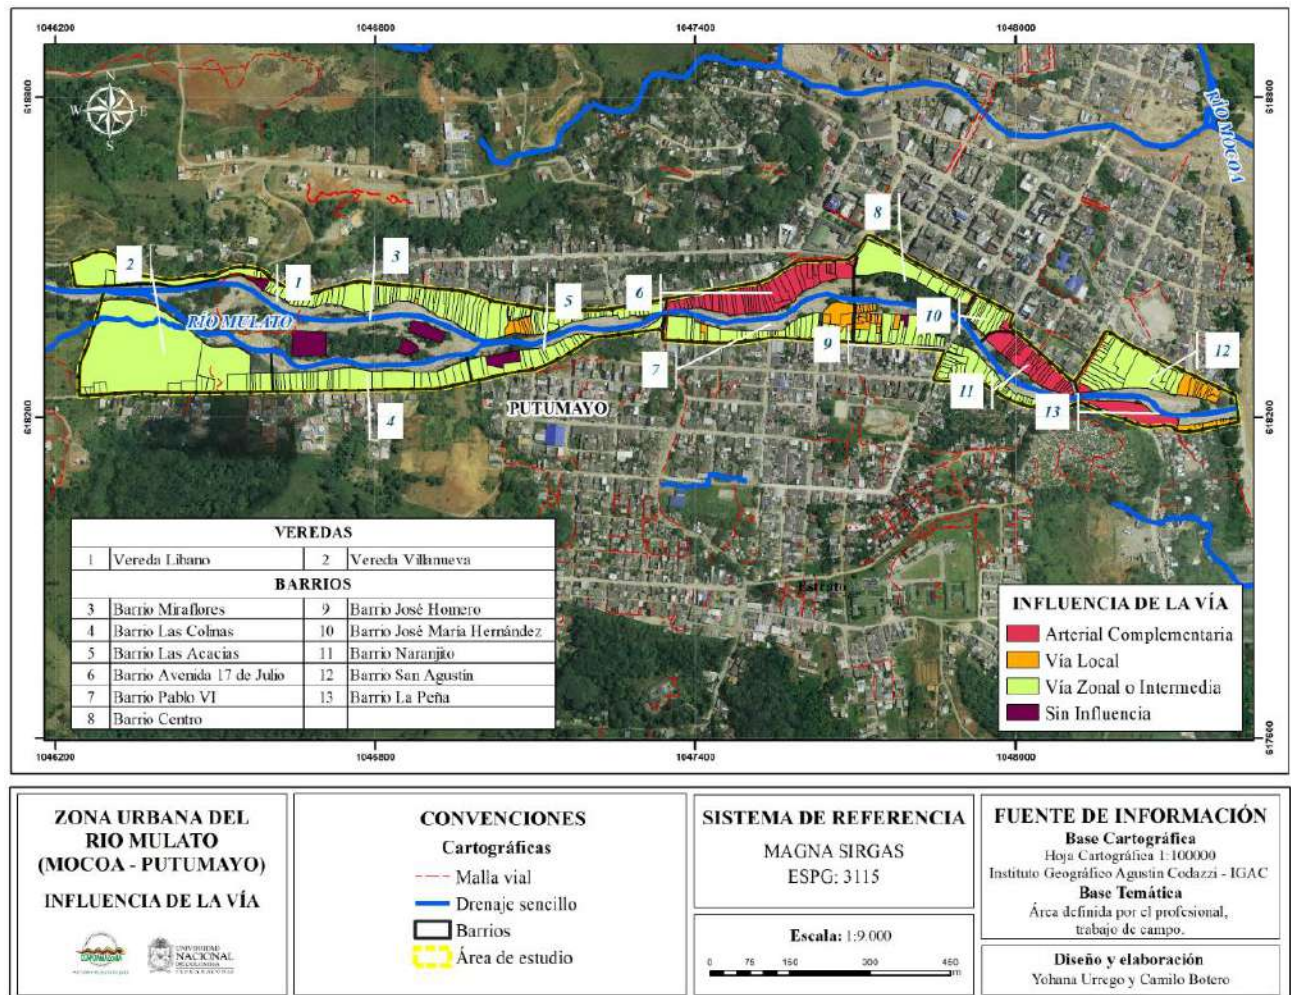 1046200 1046800 1047400 1048000
618800 618800
N
W E
S
RÍO MOCOA
8
2
3
1
6
5
RÍO MULATO
10
9
12
7
11
13
4
PUTUMAYO
618200 618200
VEREDAS
1 Vereda Libano 2 Vereda Villanueva
BARRIOS
3 Barrio Miraflores 9 Barrio José Homero
4 Barrio Las Colinas 10 Barrio José María Hernández
5 Barrio Las Acacias 11 Barrio Naranjito
6 Barrio Avenida 17 de Julio 12 Barrio San Agustín
7 Barrio Pablo VI 13 Barrio La Peña
8 Barrio Centro
INFLUENCIA DE LA VÍA
Arterial Complementaria
Vía Local
Vía Zonal o Intermedia
Sin Influencia
617600
1046200 1046800 1047400 1048000
ZONA URBANA DEL
RIO MULATO
(MOCOA - PUTUMAYO)
INFLUENCIA DE LA VÍA
CORPOAMAZONIA
UNIVERSIDAD
NACIONAL
DE COLOMBIA
CONVENCIONES
Cartográficas
Malla vial
Drenaje sencillo
Barrios
Área de estudio
SISTEMA DE REFERENCIA
MAGNA SIRGAS
ESPG: 3115
Escala: 1:9.000
0 75 150 300 450
m
FUENTE DE INFORMACIÓN
Base Cartográfica
Hoja Cartográfica 1:100000
Instituto Geográfico Agustin Codazzi - IGAC
Base Temática
Área definida por el profesional,
trabajo de campo.
Diseño y elaboración
Yohana Urrego y Camilo Botero